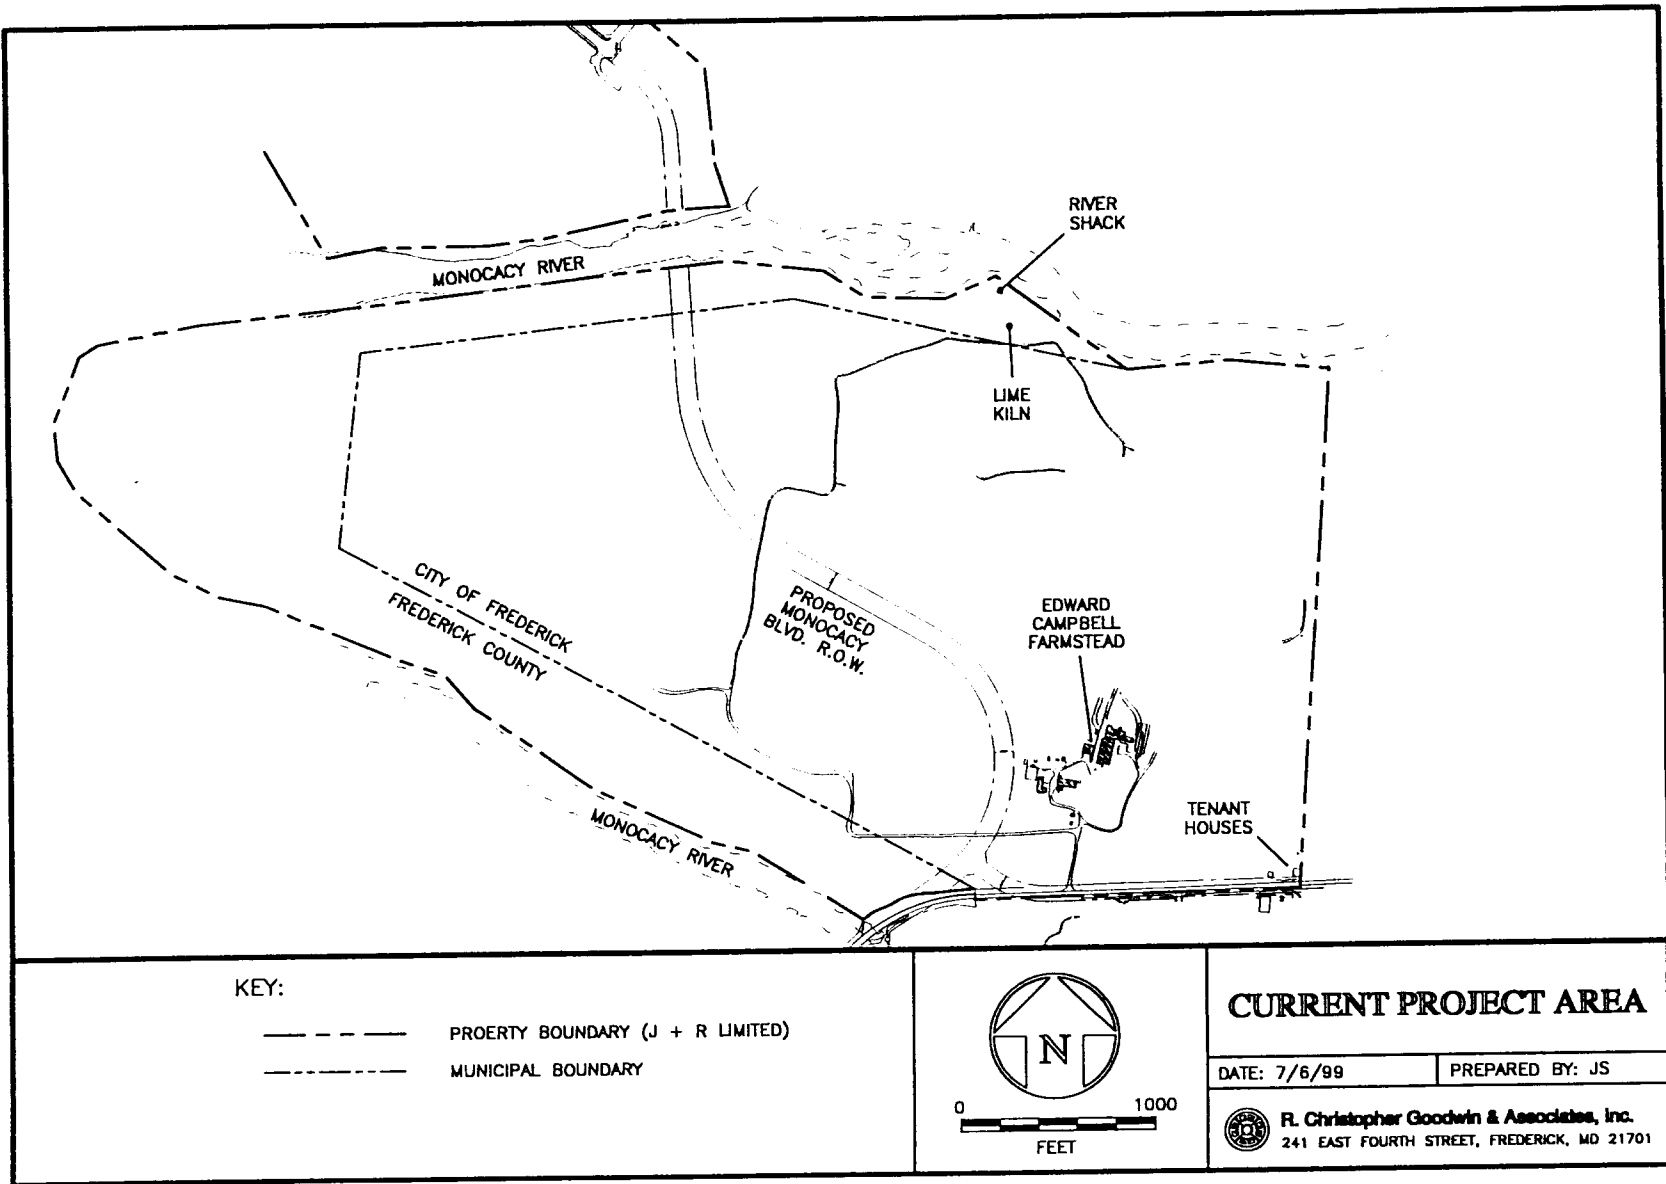 RIVER
SHACK
MONOCACY RIVER
LIME
KILN
CITY OF FREDERICK
FREDERICK COUNTY
PROPOSED
MONOCACY
BLVD. R.O.W.
EDWARD
CAMPBELL
FARMSTEAD
TENANT
HOUSES
MONOCACY RIVER
KEY:
PROERTY BOUNDARY (J + R LIMITED)
MUNICIPAL BOUNDARY
N
0 1000
FEET
CURRENT PROJECT AREA
DATE: 7/6/99
PREPARED BY: JS
R. Christopher Goodwin & Associates, Inc.
241 EAST FOURTH STREET, FREDERICK, MD 21701